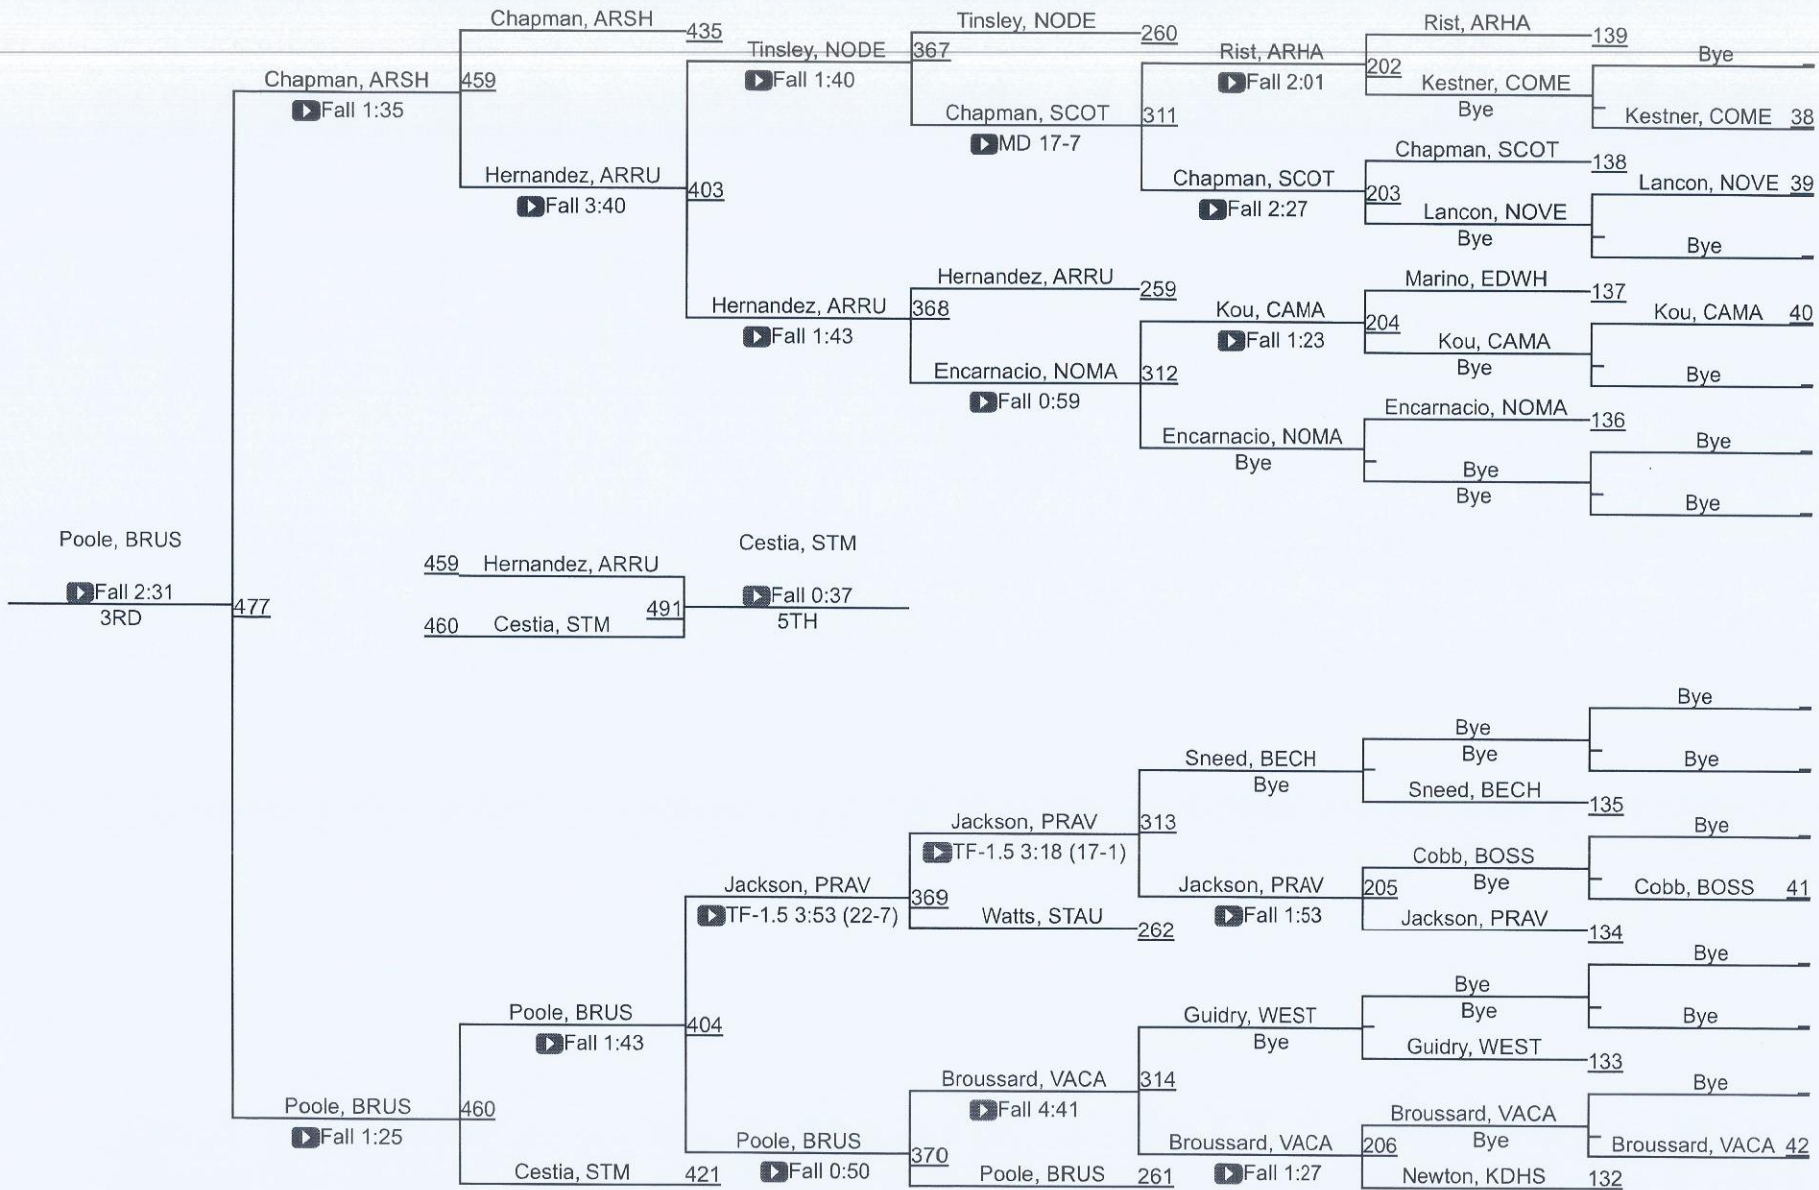 Chapman, ARSH 435
Tinsley, NODE 260
Rist, ARHA 139
Tinsley, NODE 367
Rist, ARHA
Bye
Fall 1:40
Fall 2:01
202
Chapman, ARSH 459
Kestner, COME
Bye
Fall 1:35
Chapman, SCOT 311
Kestner, COME 38
MD 17-7
Chapman, SCOT 138
Hernandez, ARRU 403
Chapman, SCOT 203
Lancon, NOVE 39
Fall 3:40
Fall 2:27
Lancon, NOVE
Bye
Bye
Hernandez, ARRU 259
Marino, EDWH 137
Hernandez, ARRU 368
Kou, CAMA 204
Kou, CAMA 40
Fall 1:43
Fall 1:23
Kou, CAMA
Bye
Encarnacio, NOMA 312
Bye
Fall 0:59
Encarnacio, NOMA 136
Encarnacio, NOMA
Bye
Bye
Bye
Bye
Bye
Poole, BRUS
Cestia, STM
459 Hernandez, ARRU
Fall 2:31
477
491
Fall 0:37
3RD
460 Cestia, STM
5TH
Bye
Bye
Bye
Sneed, BECH
Bye
Bye
Sneed, BECH 135
Jackson, PRAV 313
Bye
TF-1.5 3:18 (17-1)
Cobb, BOSS
Bye
Jackson, PRAV 369
Jackson, PRAV 205
Cobb, BOSS 41
TF-1.5 3:53 (22-7)
Watts, STAU 262
Fall 1:53
Jackson, PRAV 134
Bye
Bye
Bye
Poole, BRUS 404
Guidry, WEST
Bye
Bye
Fall 1:43
Guidry, WEST 133
Broussard, VACA 314
Bye
Poole, BRUS 460
Fall 4:41
Broussard, VACA
Bye
Fall 1:25
Poole, BRUS 370
Broussard, VACA 206
Broussard, VACA 42
Cestia, STM 421
Fall 0:50
Poole, BRUS 261
Fall 1:27
Newton, KDHS 132